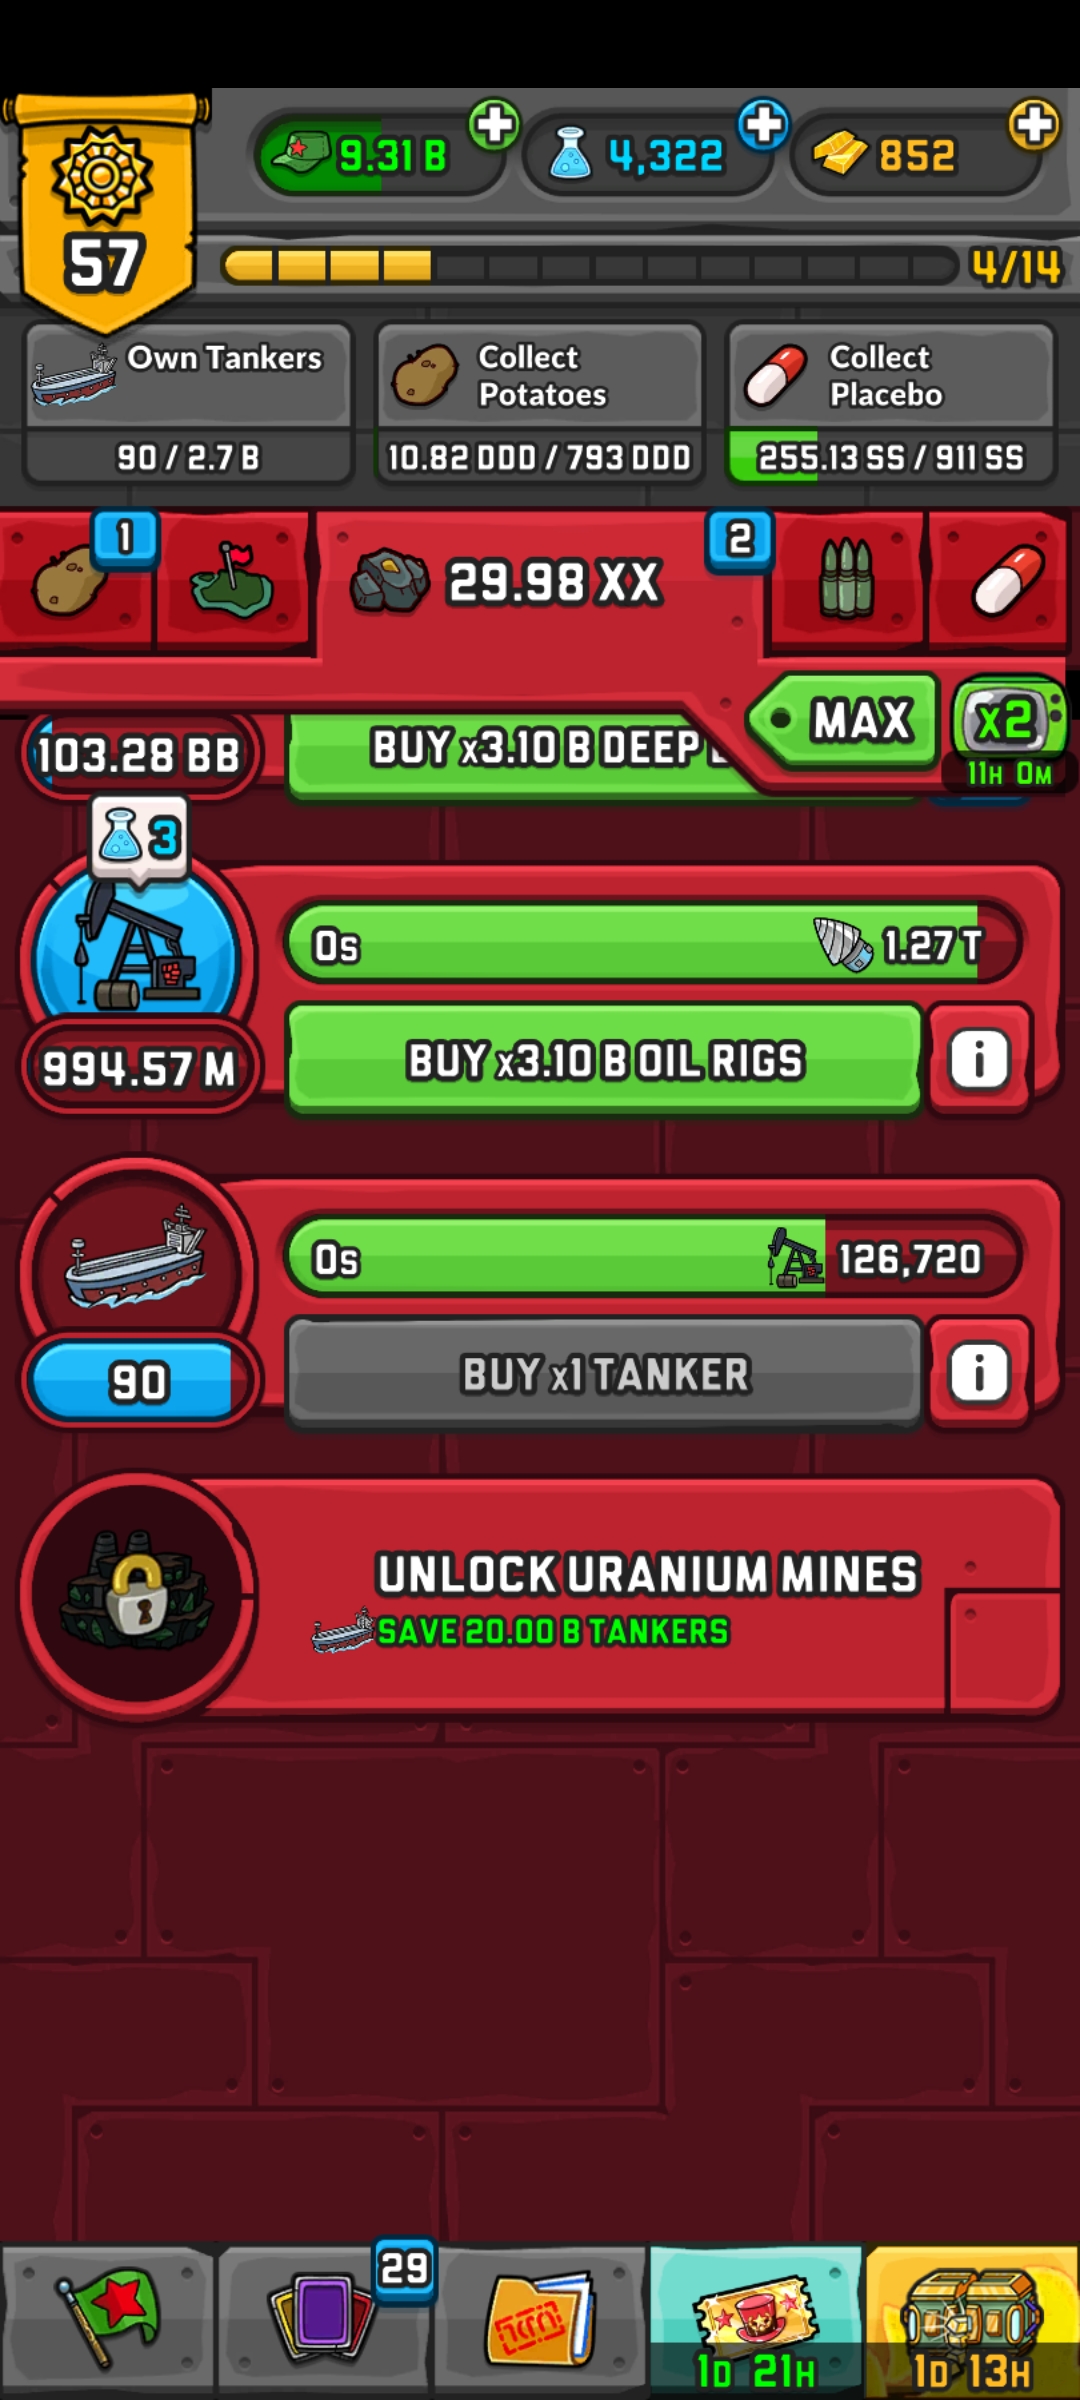 9.31 B
4,322
852
57
4/14
Own Tankers
90 / 2.7 B
Collect
Potatoes
10.82 DDD / 793 DDD
Collect
Placebo
255.13 SS / 911 SS
1
29.98 XX
2
MAX
x2
11H 0M
103.28 BB
BUY x3.10 B DEEP
3
0s
1.27 T
994.57 M
BUY x3.10 B OIL RIGS
i
0s
126,720
90
BUY x1 TANKER
i
UNLOCK URANIUM MINES
SAVE 20.00 B TANKERS
29
1D 21H
1D 13H